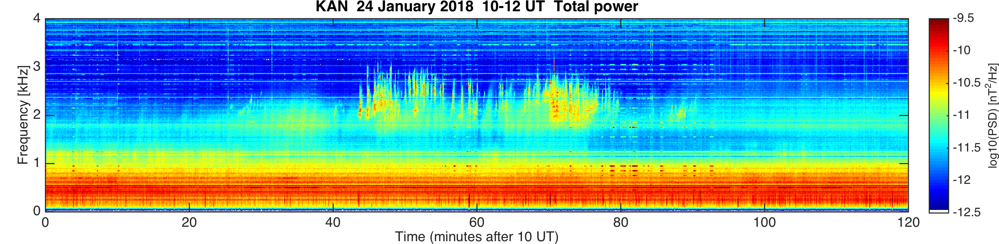 KAN 24 January 2018 10-12 UT Total power
4
3
2
1
0
Frequency [kHz]
0 20 40 60 80 100 120
Time (minutes after 10 UT)
-9.5
-10
-10.5
-11
-11.5
-12
-12.5
log10(PSD) [nT²/Hz]